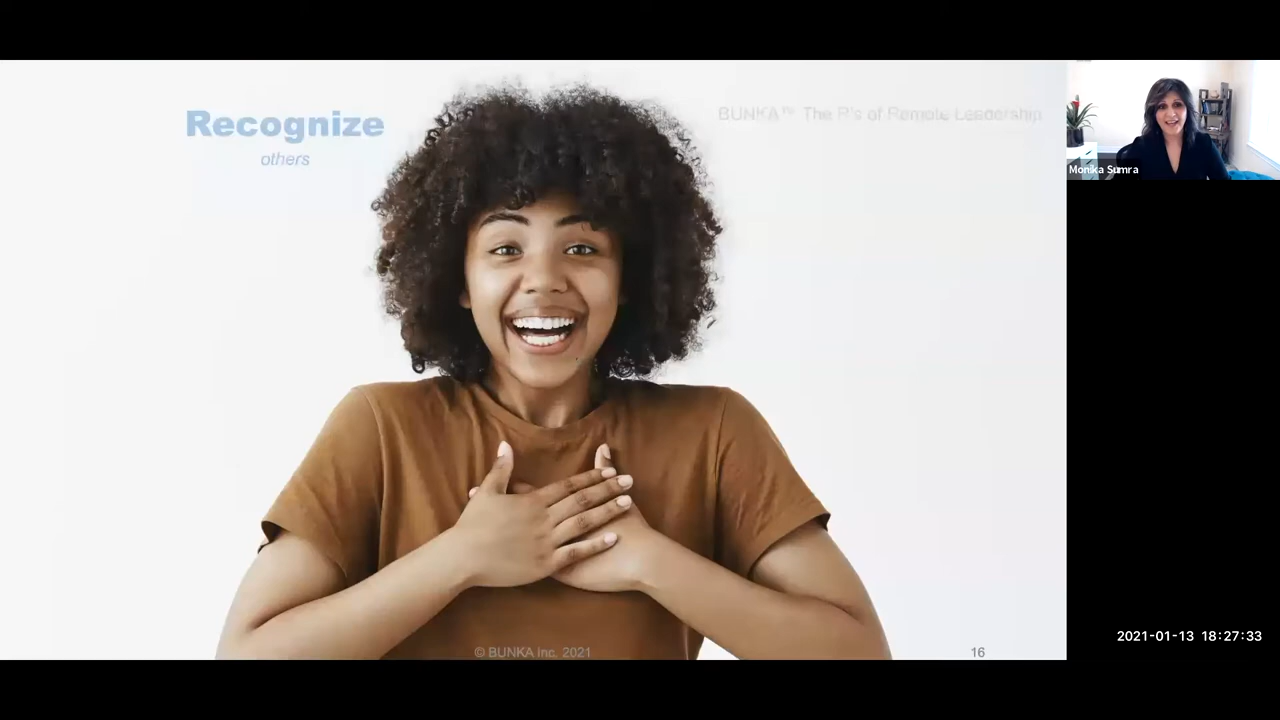 Recognize
others
BUNKA™ The R's of Remote Leadership
Monika Sumra
2021-01-13 18:27:33
© BUNKA inc. 2021
16